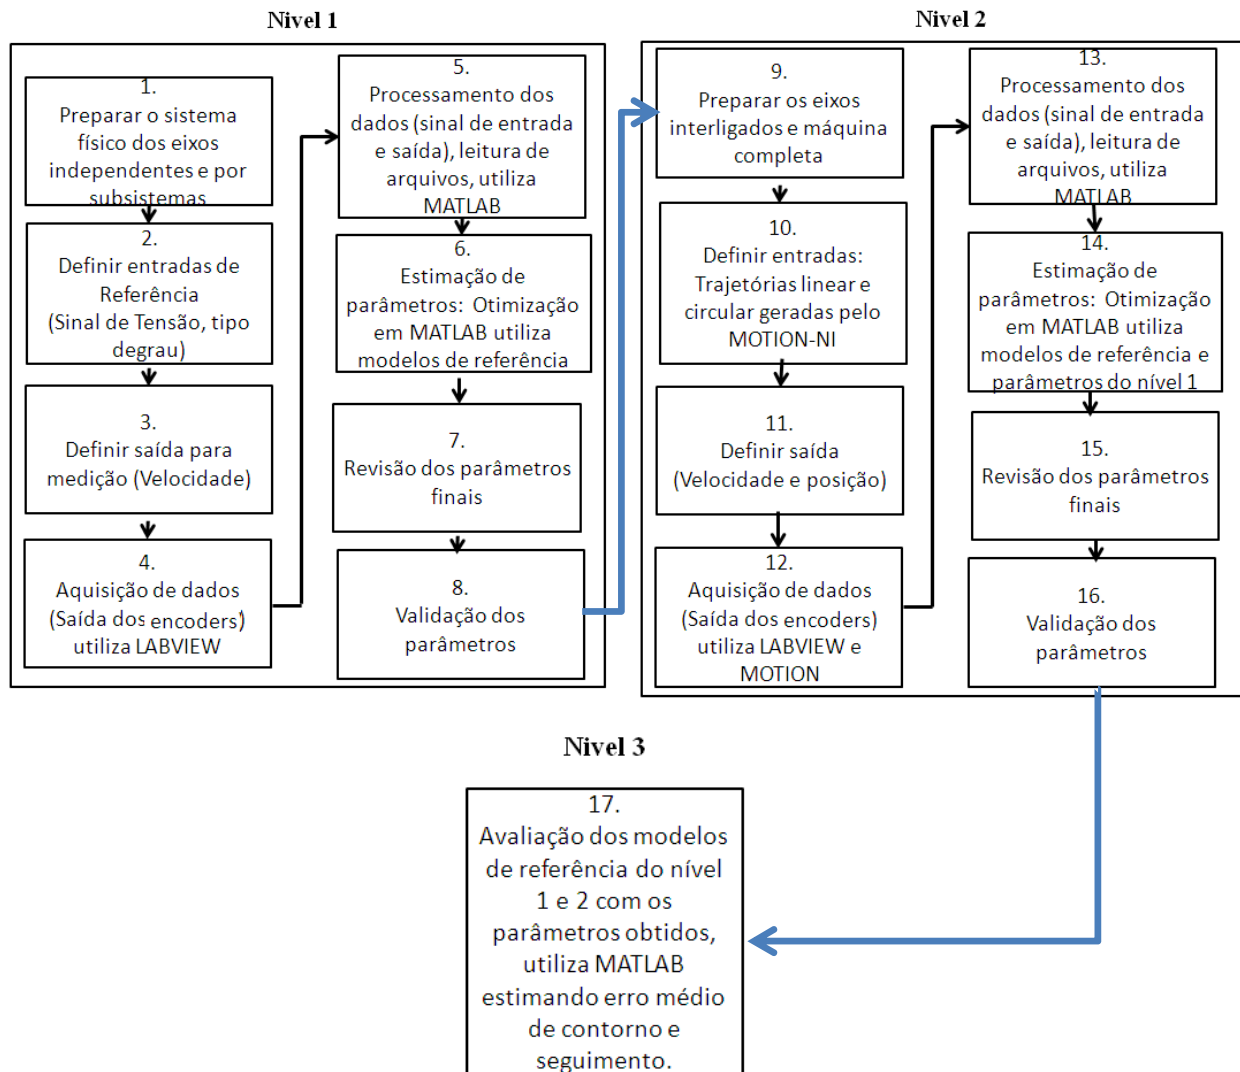 Nivel 1
1.
Preparar o sistema
físico dos eixos
independentes e por
subsistemas
2.
Definir entradas de
Referência
(Sinal de Tensão, tipo
degrau)
3.
Definir saída para
medição (Velocidade)
4.
Aquisição de dados
(Saída dos encoders)
utiliza LABVIEW
5.
Processamento dos
dados (sinal de entrada
e saída), leitura de
arquivos, utiliza
MATLAB
6.
Estimação de
parâmetros: Otimização
em MATLAB utiliza
modelos de referência
7.
Revisão dos parâmetros
finais
8.
Validação dos
parâmetros
Nivel 2
9.
Preparar os eixos
interligados e máquina
completa
10.
Definir entradas:
Trajetórias linear e
circular geradas pelo
MOTION-NI
11.
Definir saída
(Velocidade e posição)
12.
Aquisição de dados
(Saída dos encoders)
utiliza LABVIEW e
MOTION
13.
Processamento dos
dados (sinal de entrada
e saída), leitura de
arquivos, utiliza
MATLAB
14.
Estimação de
parâmetros: Otimização
em MATLAB utiliza
modelos de referência e
parâmetros do nível 1
15.
Revisão dos parâmetros
finais
16.
Validação dos
parâmetros
Nivel 3
17.
Avaliação dos modelos
de referência do nível
1 e 2 com os
parâmetros obtidos,
utiliza MATLAB
estimando erro médio
de contorno e
seguimento.